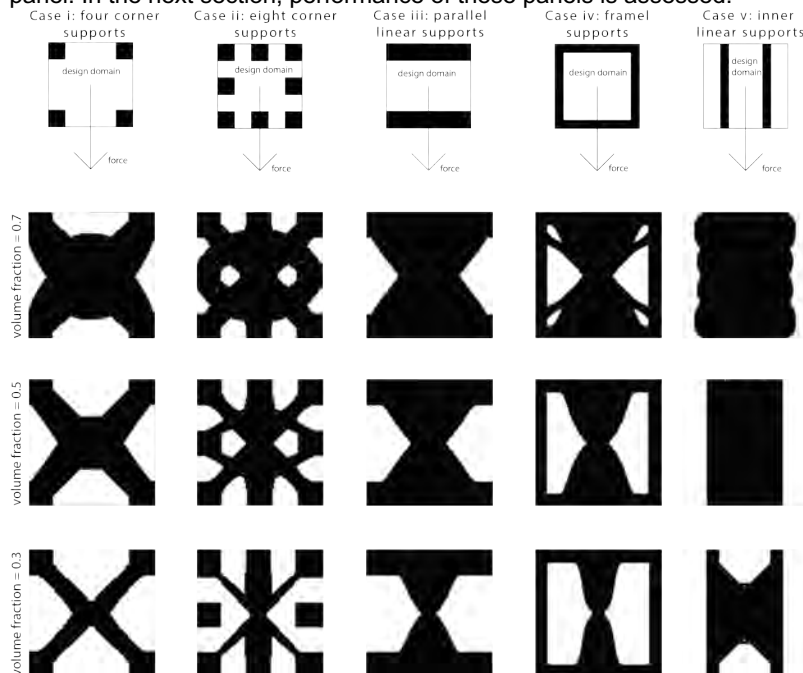 panel. In the next section, performance of these panels is assessed.
Case i: four corner
supports
Case ii: eight corner
supports
Case iii: parallel
linear supports
Case iv: framel
supports
Case v: inner
linear supports
design domain
design domain
design domain
design domain
design
domain
force
force
force
force
force
volume fraction = 0.7
volume fraction = 0.5
volume fraction = 0.3